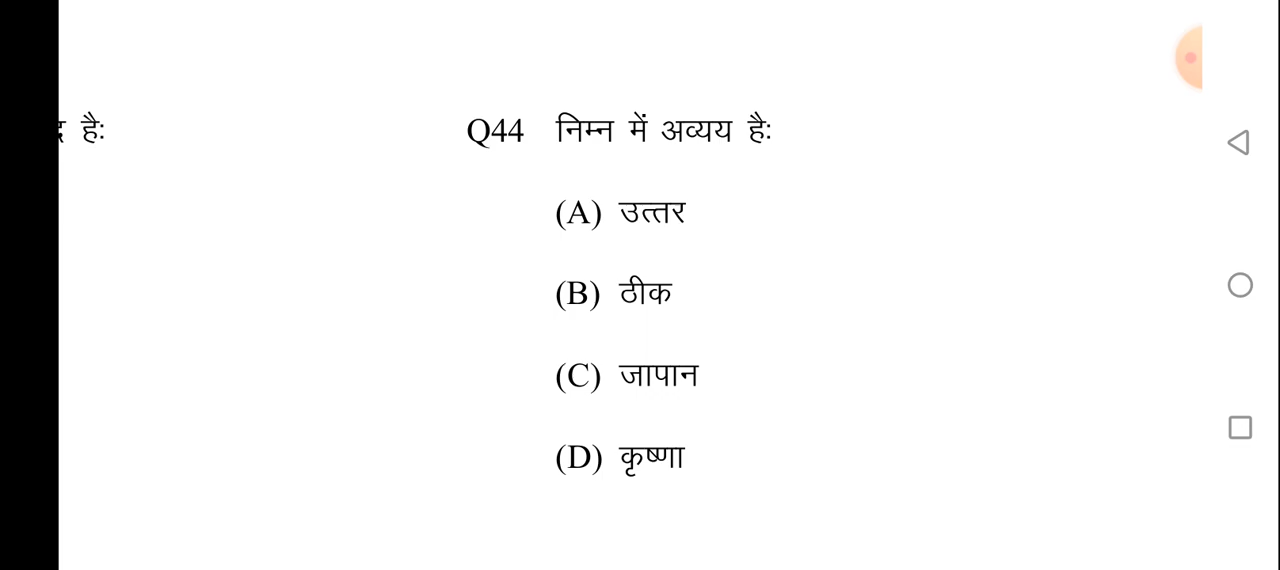 है:
Q44 निम्न में अव्यय है:
(A) उत्तर
(B) ठीक
(C) जापान
(D) कृष्णा